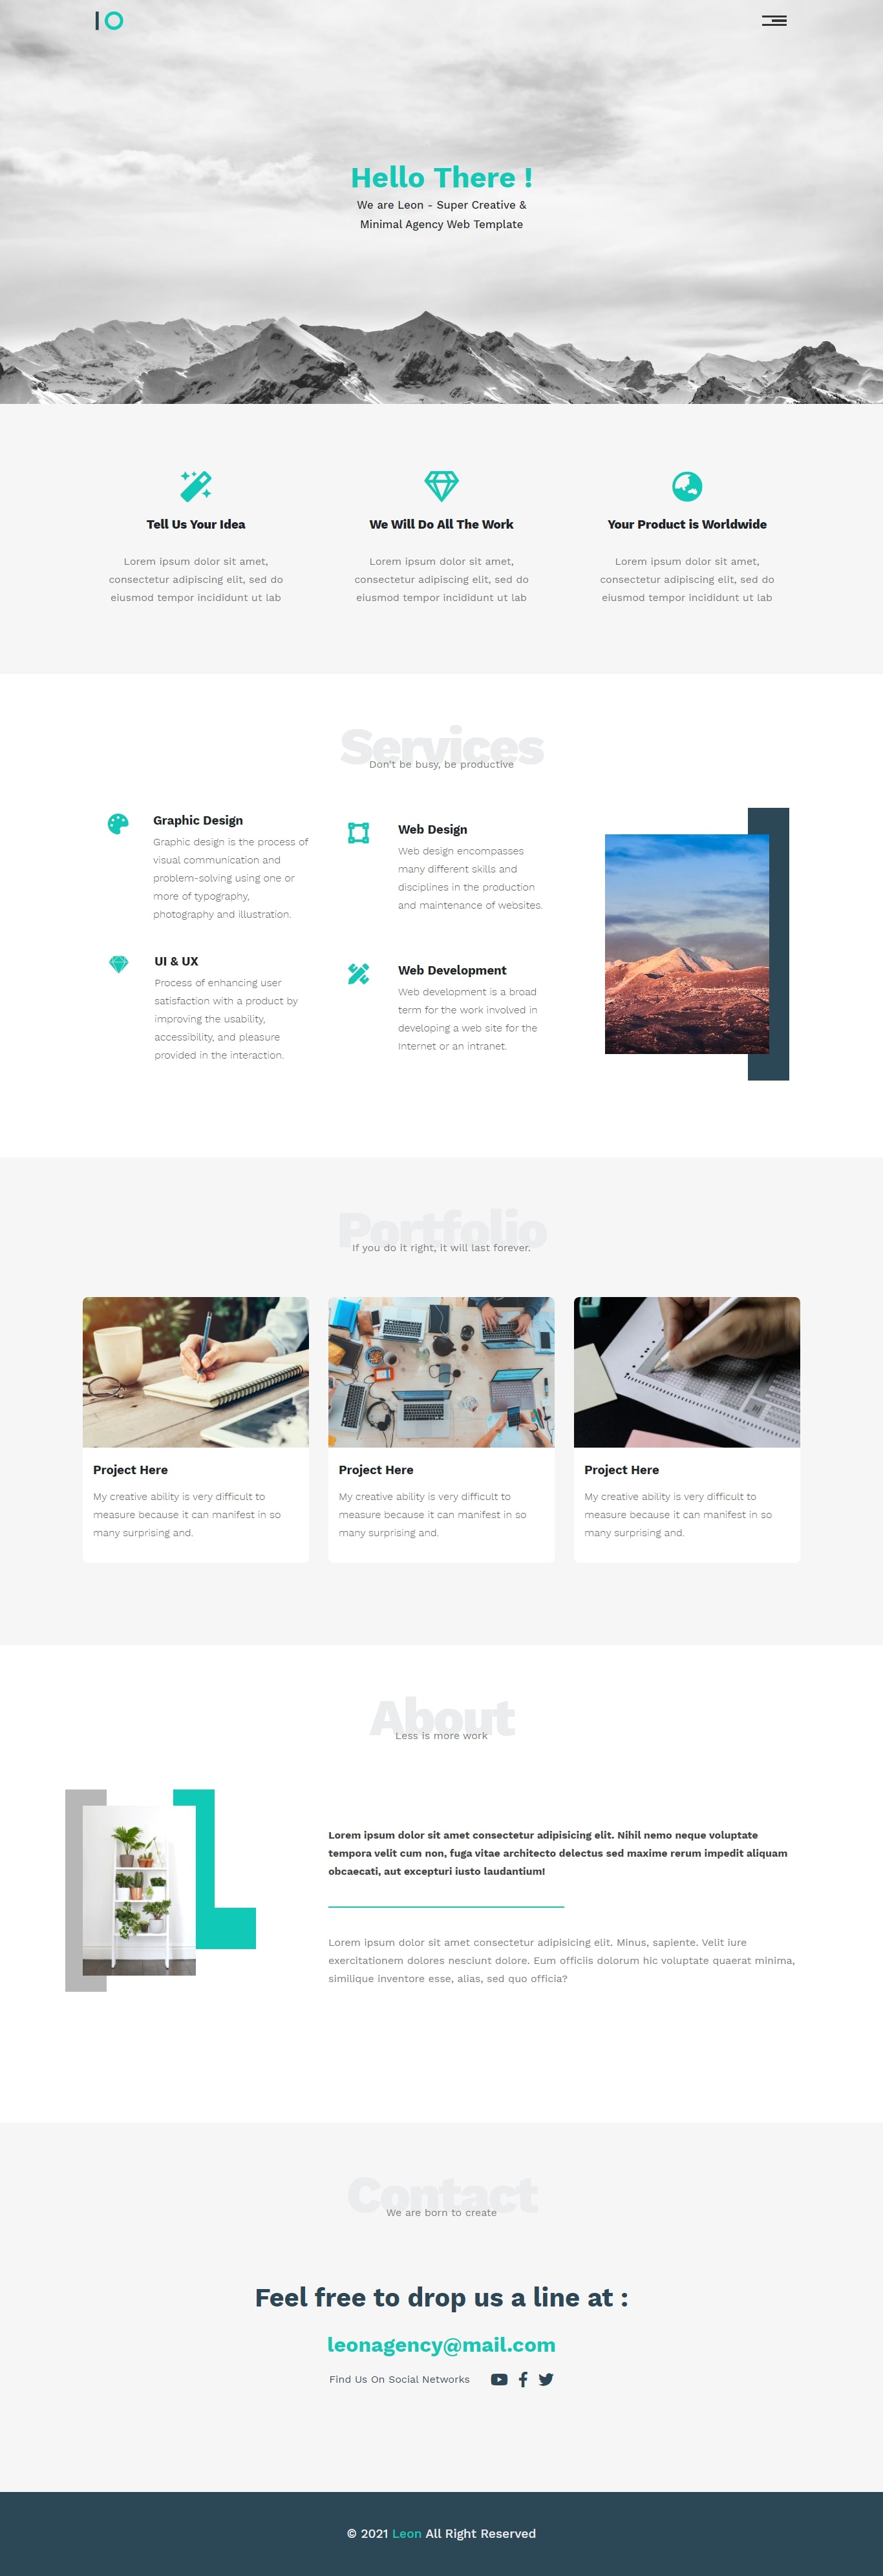 Hello There !
We are Leon - Super Creative &
Minimal Agency Web Template
Tell Us Your Idea
Lorem ipsum dolor sit amet,
consectetur adipiscing elit, sed do
eiusmod tempor incididunt ut lab
We Will Do All The Work
Lorem ipsum dolor sit amet,
consectetur adipiscing elit, sed do
eiusmod tempor incididunt ut lab
Your Product is Worldwide
Lorem ipsum dolor sit amet,
consectetur adipiscing elit, sed do
eiusmod tempor incididunt ut lab
Services
Don't be busy, be productive
Graphic Design
Graphic design is the process of
visual communication and
problem-solving using one or
more of typography,
photography and illustration.
Web Design
Web design encompasses
many different skills and
disciplines in the production
and maintenance of websites.
UI & UX
Process of enhancing user
satisfaction with a product by
improving the usability,
accessibility, and pleasure
provided in the interaction.
Web Development
Web development is a broad
term for the work involved in
developing a web site for the
Internet or an intranet.
Portfolio
If you do it right, it will last forever.
Project Here
My creative ability is very difficult to
measure because it can manifest in so
many surprising and.
Project Here
My creative ability is very difficult to
measure because it can manifest in so
many surprising and.
Project Here
My creative ability is very difficult to
measure because it can manifest in so
many surprising and.
About
Less is more work
Lorem ipsum dolor sit amet consectetur adipisicing elit. Nihil nemo neque voluptate
tempora velit cum non, fuga vitae architecto delectus sed maxime rerum impedit aliquam
obcaecati, aut excepturi iusto laudantium!
Lorem ipsum dolor sit amet consectetur adipisicing elit. Minus, sapiente. Velit iure
exercitationem dolores nesciunt dolore. Eum officiis dolorum hic voluptate quaerat minima,
similique inventore esse, alias, sed quo officia?
Contact
We are born to create
Feel free to drop us a line at :
leonagency@mail.com
Find Us On Social Networks
© 2021 Leon All Right Reserved